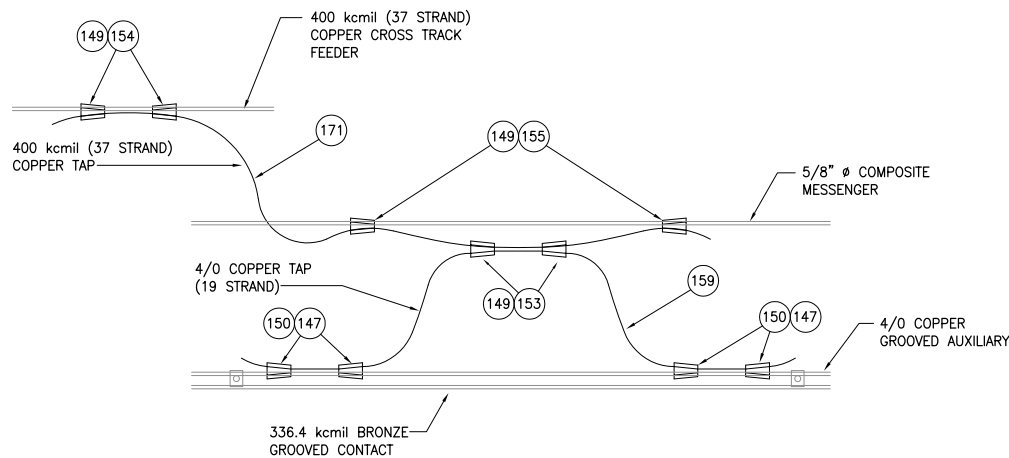 400 kcmil (37 STRAND)
COPPER CROSS TRACK
FEEDER
149 154
171
149 155
400 kcmil (37 STRAND)
COPPER TAP
5/8" ø COMPOSITE
MESSENGER
4/0 COPPER TAP
(19 STRAND)
149 153
159
150 147
150 147
4/0 COPPER
GROOVED AUXILIARY
336.4 kcmil BRONZE
GROOVED CONTACT